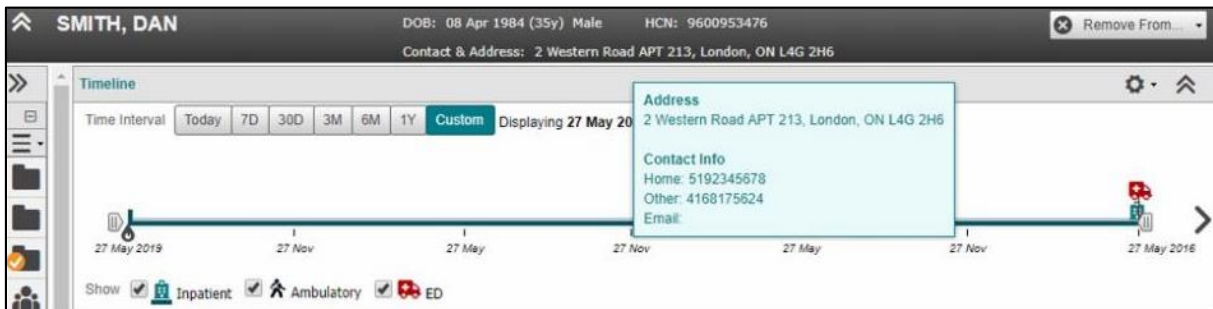 SMITH, DAN DOB: 08 Apr 1984 (35y) Male HCN: 9600953476 Remove From...
Contact & Address: 2 Western Road APT 213, London, ON L4G 2H6
Timeline
Time Interval Today 7D 30D 3M 6M 1Y Custom Displaying 27 May 20
Address
2 Western Road APT 213, London, ON L4G 2H6
Contact Info
Home: 5192345678
Other: 4168175624
Email:
27 May 2019 27 Nov 27 May 27 Nov 27 May 27 Nov 27 May 2016
Show Inpatient Ambulatory ED